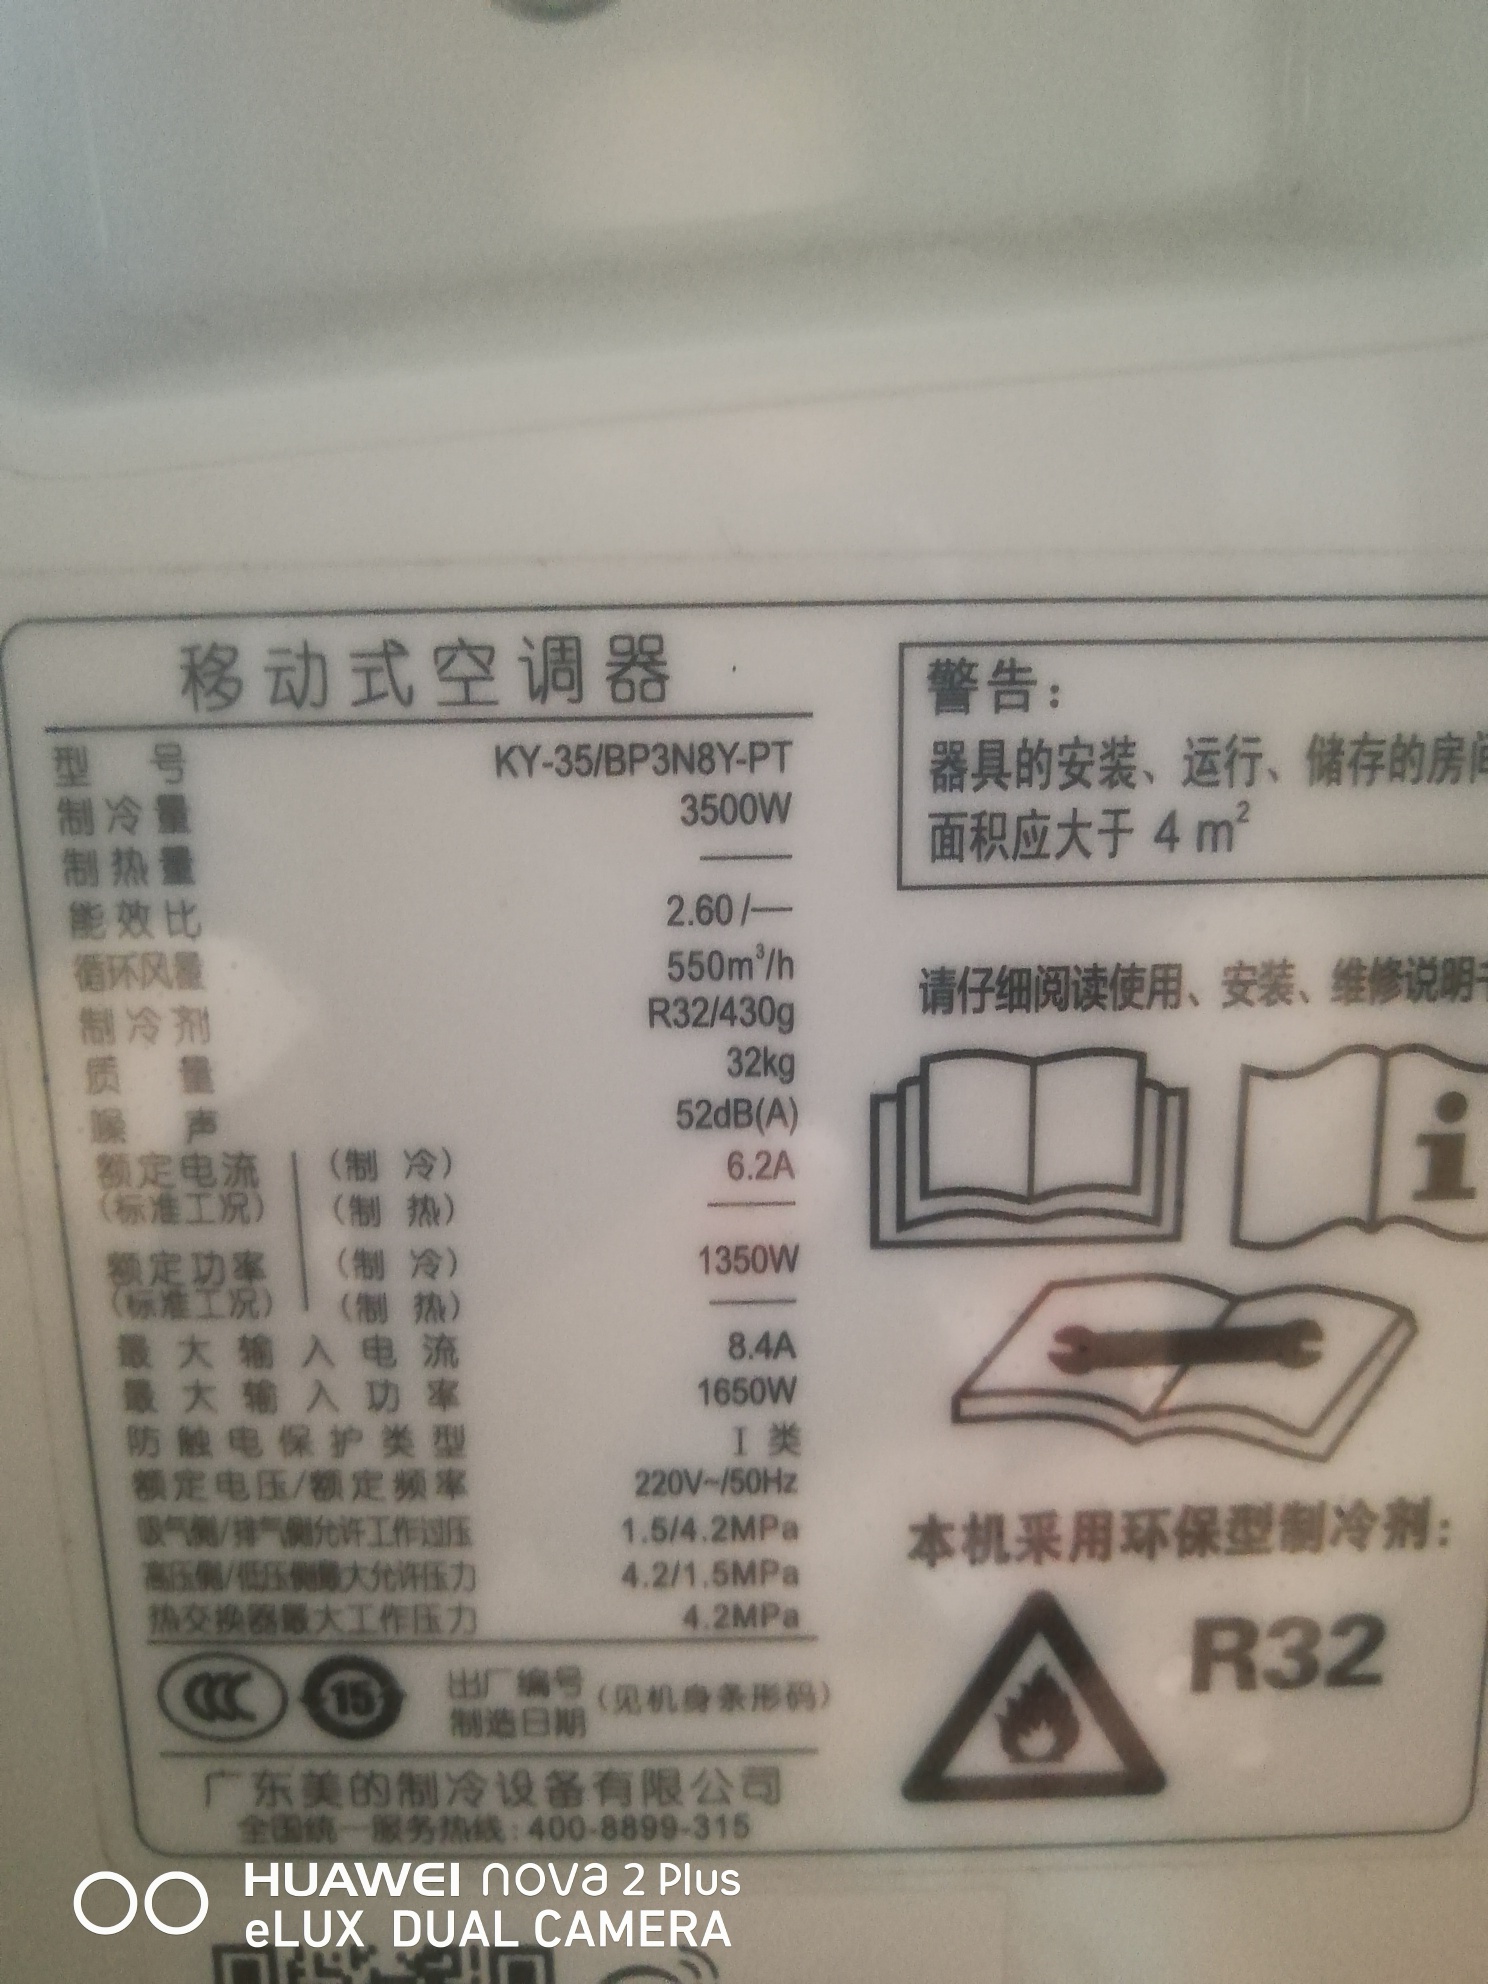 移动式空调器
型号 KY-35/BP3N8Y-PT
制冷量 3500W
制热量 ——
能效比 2.60/—
循环风量 550m³/h
制冷剂 R32/430g
质量 32kg
噪声 52dB(A)
额定电流 (制冷) 6.2A
(标准工况) (制热) ——
额定功率 (制冷) 1350W
(标准工况) (制热) ——
最大输入电流 8.4A
最大输入功率 1650W
防触电保护类型 I 类
额定电压/额定频率 220V~/50Hz
吸气侧/排气侧允许工作过压 1.5/4.2MPa
高压侧/低压侧最大允许压力 4.2/1.5MPa
热交换器最大工作压力 4.2MPa
CCC 15
出厂编号
制造日期 (见机身条形码)
广东美的制冷设备有限公司
全国统一服务热线:400-8899-315
警告:
器具的安装、运行、储存的房间
面积应大于 4 m²
请仔细阅读使用、安装、维修说明
i
本机采用环保型制冷剂:
R32
HUAWEI nova 2 Plus
eLUX DUAL CAMERA